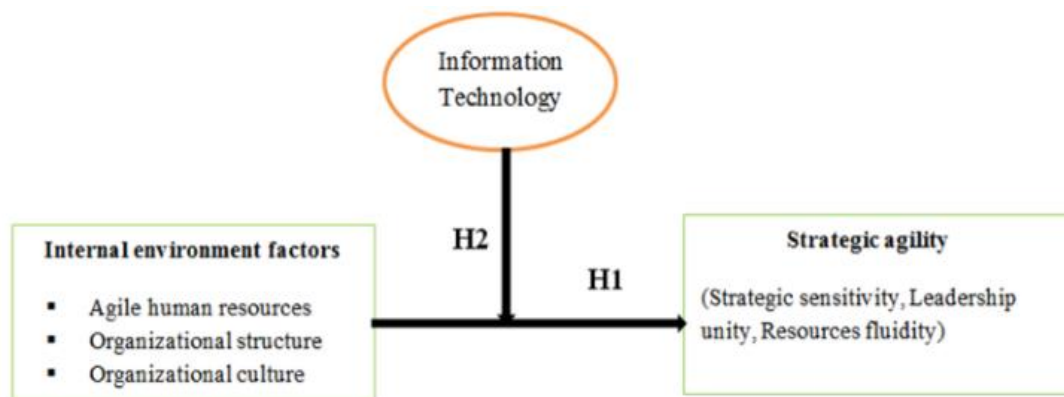 Information
Technology
H2
Internal environment factors
▪ Agile human resources
▪ Organizational structure
▪ Organizational culture
H1
Strategic agility
(Strategic sensitivity, Leadership
unity, Resources fluidity)